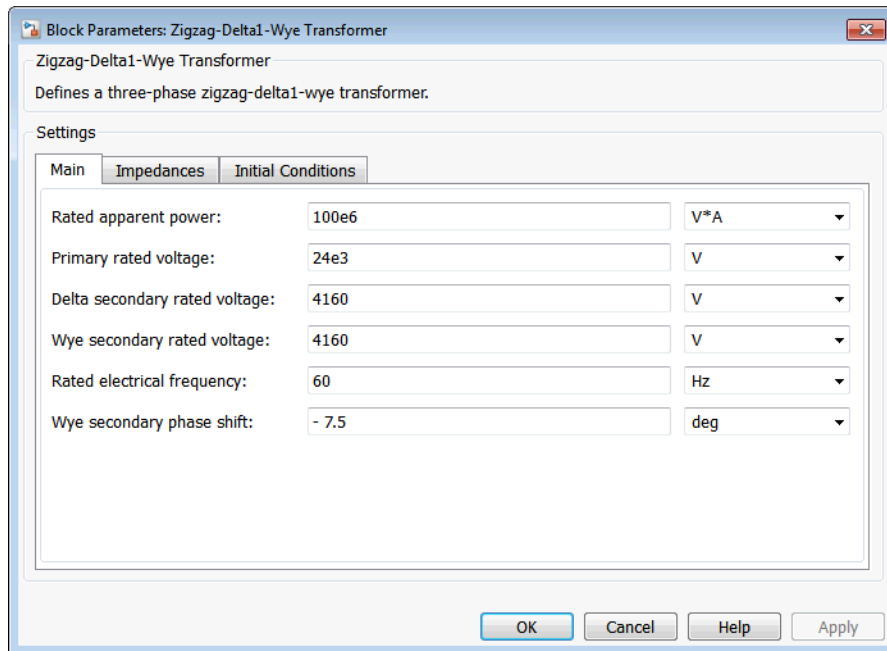 Block Parameters: Zigzag-Delta1-Wye Transformer
Zigzag-Delta1-Wye Transformer
Defines a three-phase zigzag-delta1-wye transformer.
Settings
Main Impedances Initial Conditions
Rated apparent power: 100e6 V*A
Primary rated voltage: 24e3 V
Delta secondary rated voltage: 4160 V
Wye secondary rated voltage: 4160 V
Rated electrical frequency: 60 Hz
Wye secondary phase shift: - 7.5 deg
OK Cancel Help Apply